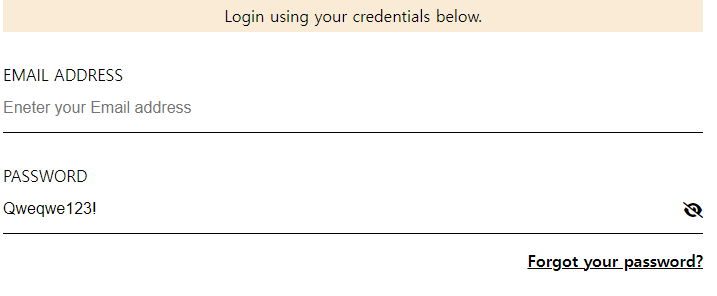 Login using your credentials below.
EMAIL ADDRESS
Eneter your Email address
PASSWORD
Qweqwe123!
Forgot your password?